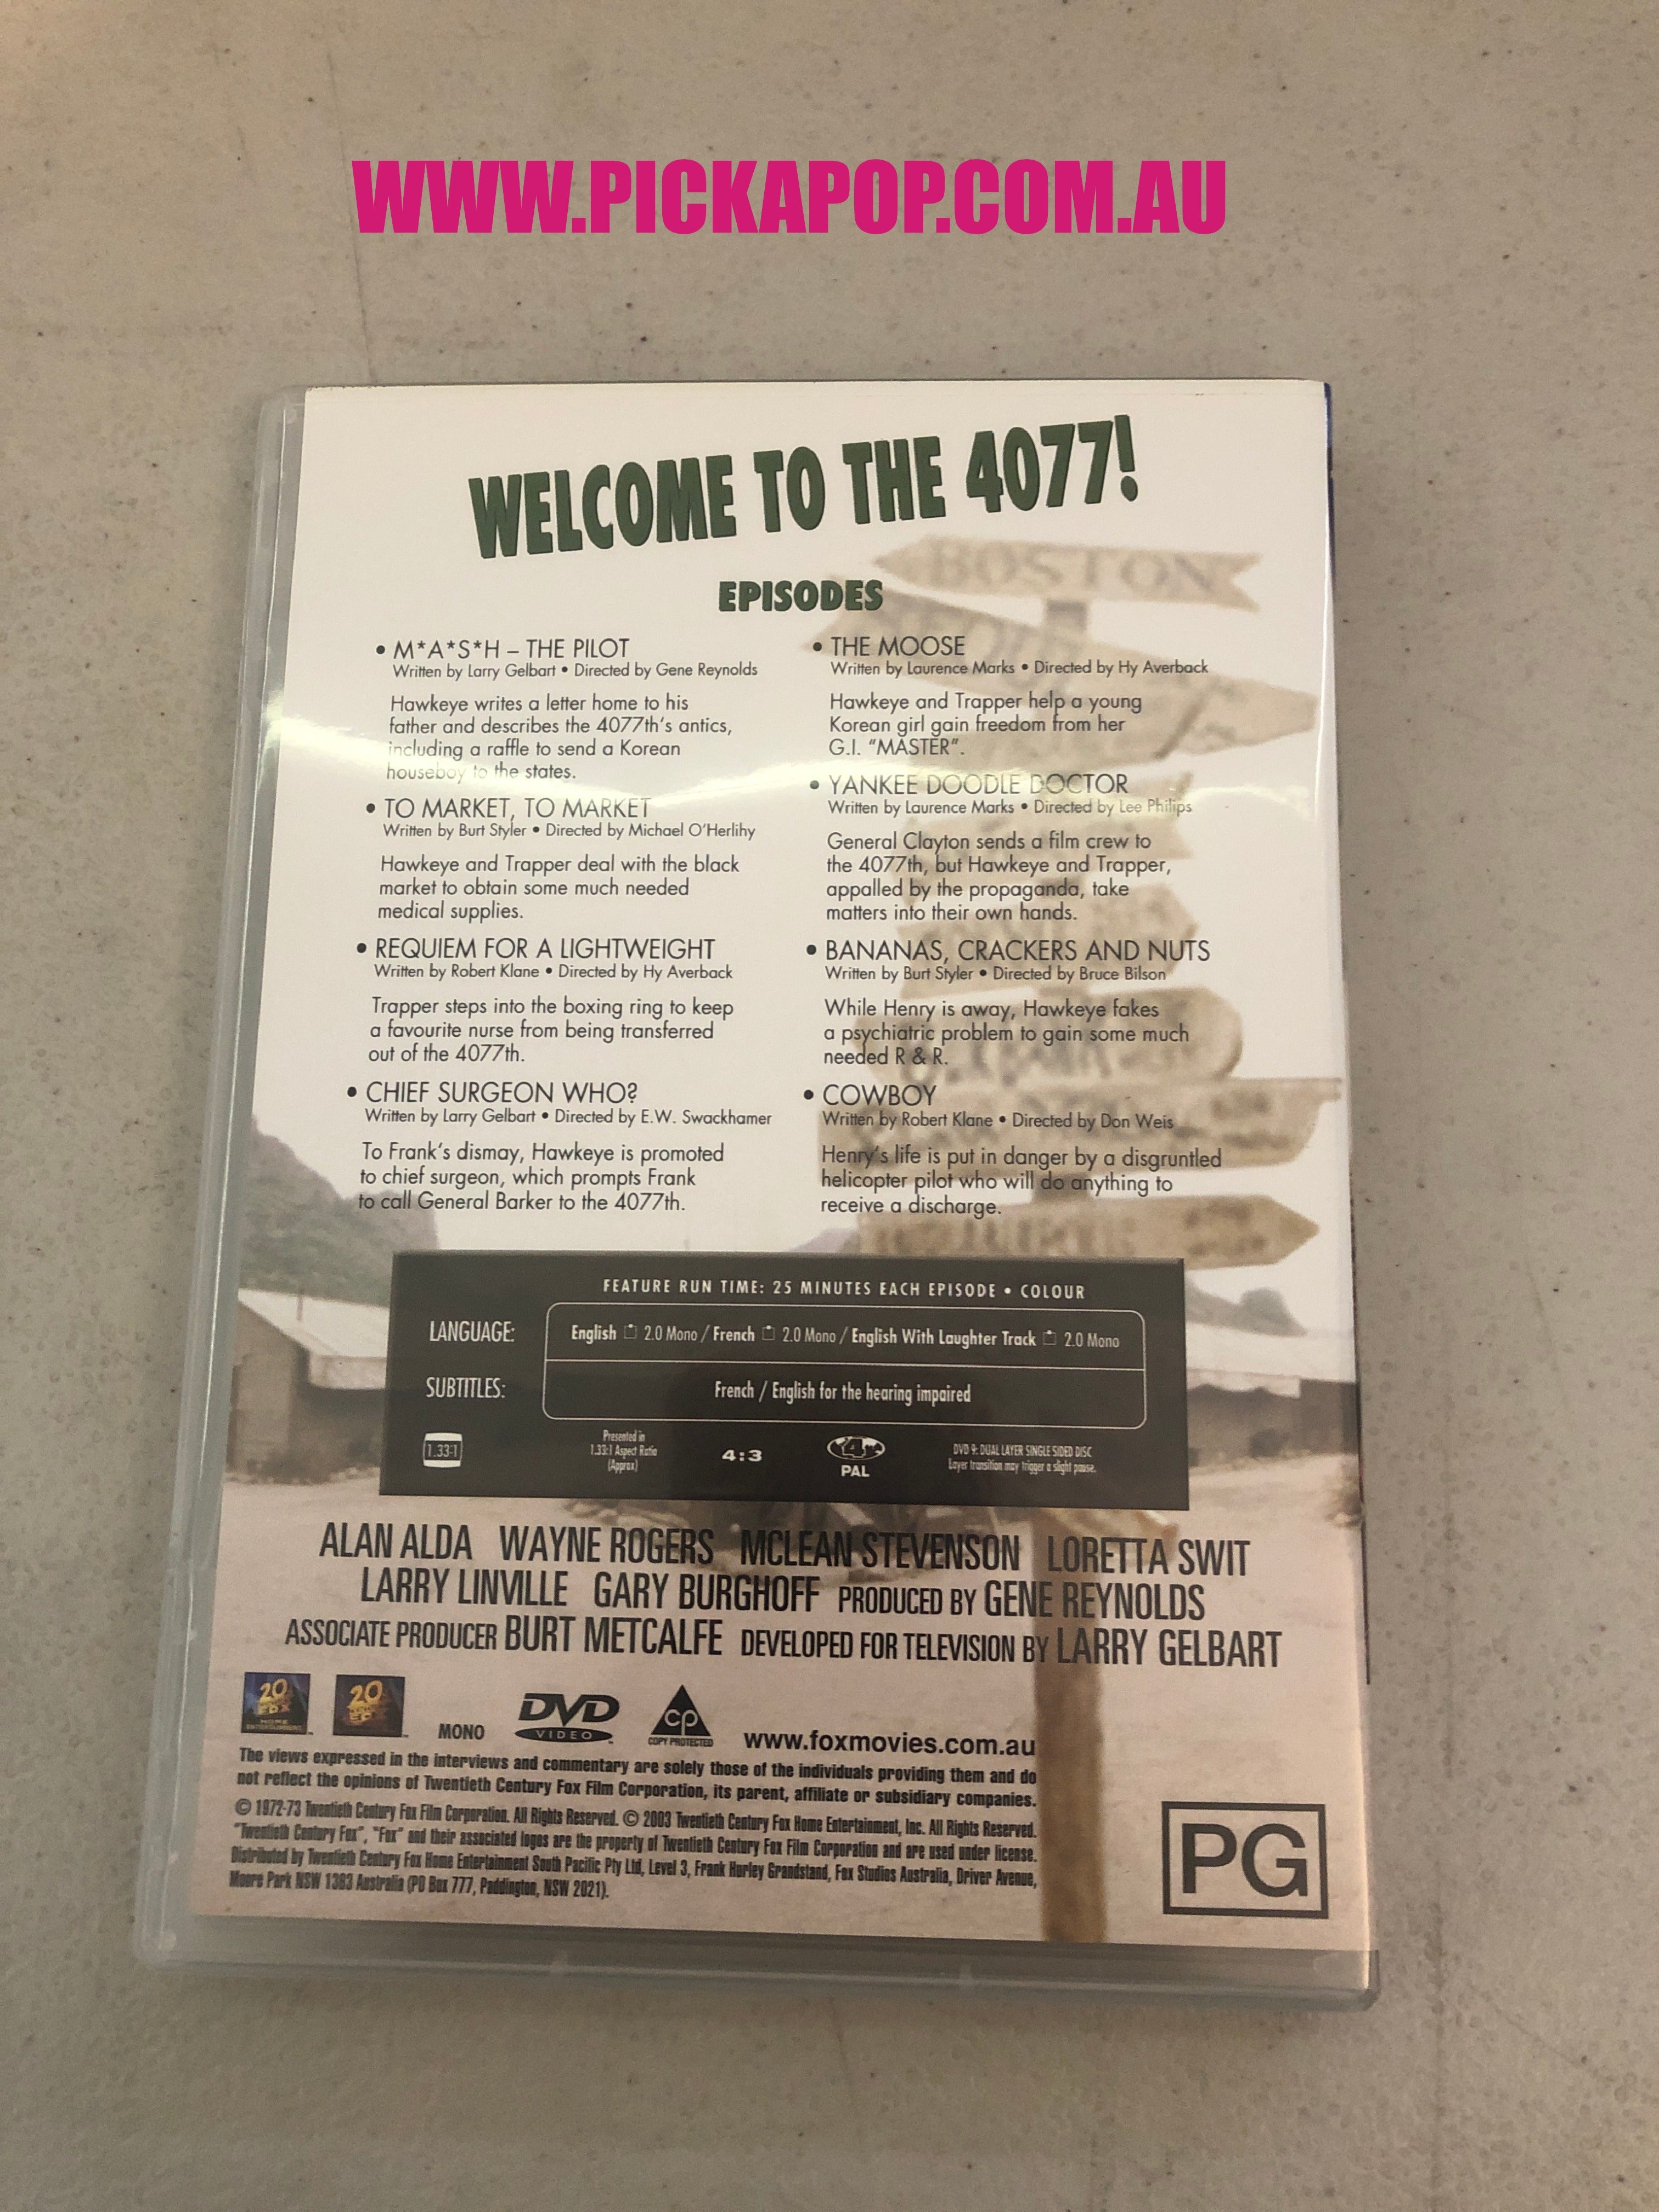 WWW.PICKAPOP.COM.AU
WELCOME TO THE 4077!
BOSTON
EPISODES
• M*A*S*H – THE PILOT
Written by Larry Gelbart • Directed by Gene Reynolds
Hawkeye writes a letter home to his
father and describes the 4077th's antics,
including a raffle to send a Korean
houseboy to the states.
• TO MARKET, TO MARKET
Written by Burt Styler • Directed by Michael O'Herlihy
Hawkeye and Trapper deal with the black
market to obtain some much needed
medical supplies.
• REQUIEM FOR A LIGHTWEIGHT
Written by Robert Klane • Directed by Hy Averback
Trapper steps into the boxing ring to keep
a favourite nurse from being transferred
out of the 4077th.
• CHIEF SURGEON WHO?
Written by Larry Gelbart • Directed by E.W. Swackhamer
To Frank's dismay, Hawkeye is promoted
to chief surgeon, which prompts Frank
to call General Barker to the 4077th.
• THE MOOSE
Written by Laurence Marks • Directed by Hy Averback
Hawkeye and Trapper help a young
Korean girl gain freedom from her
G.I. “MASTER”.
• YANKEE DOODLE DOCTOR
Written by Laurence Marks • Directed by Lee Philips
General Clayton sends a film crew to
the 4077th, but Hawkeye and Trapper,
appalled by the propaganda, take
matters into their own hands.
• BANANAS, CRACKERS AND NUTS
Written by Burt Styler • Directed by Bruce Bilson
While Henry is away, Hawkeye fakes
a psychiatric problem to gain some much
needed R & R.
• COWBOY
Written by Robert Klane • Directed by Don Weis
Henry's life is put in danger by a disgruntled
helicopter pilot who will do anything to
receive a discharge.
FEATURE RUN TIME: 25 MINUTES EACH EPISODE • COLOUR
LANGUAGE: English 2.0 Mono / French 2.0 Mono / English With Laughter Track 2.0 Mono
SUBTITLES: French / English for the hearing impaired
1.33:1
Presented in
1.33:1 Aspect Ratio
(Approx)
4:3
4
PAL
DVD 9: DUAL LAYER SINGLE SIDED DISC
Layer transition may trigger a slight pause.
ALAN ALDA WAYNE ROGERS MCLEAN STEVENSON LORETTA SWIT
LARRY LINVILLE GARY BURGHOFF PRODUCED BY GENE REYNOLDS
ASSOCIATE PRODUCER BURT METCALFE DEVELOPED FOR TELEVISION BY LARRY GELBART
20
FOX
HOME
ENTERTAINMENT
20
MONO
DVD
VIDEO
cp
COPY PROTECTED
www.foxmovies.com.au
The views expressed in the interviews and commentary are solely those of the individuals providing them and do
not reflect the opinions of Twentieth Century Fox Film Corporation, its parent, affiliate or subsidiary companies.
© 1972-73 Twentieth Century Fox Film Corporation. All Rights Reserved. © 2003 Twentieth Century Fox Home Entertainment, Inc. All Rights Reserved.
“Twentieth Century Fox”, “Fox” and their associated logos are the property of Twentieth Century Fox Film Corporation and are used under license.
Distributed by Twentieth Century Fox Home Entertainment South Pacific Pty Ltd, Level 3, Frank Hurley Grandstand, Fox Studios Australia, Driver Avenue,
Moore Park NSW 1363 Australia (PO Box 777, Paddington, NSW 2021).
PG